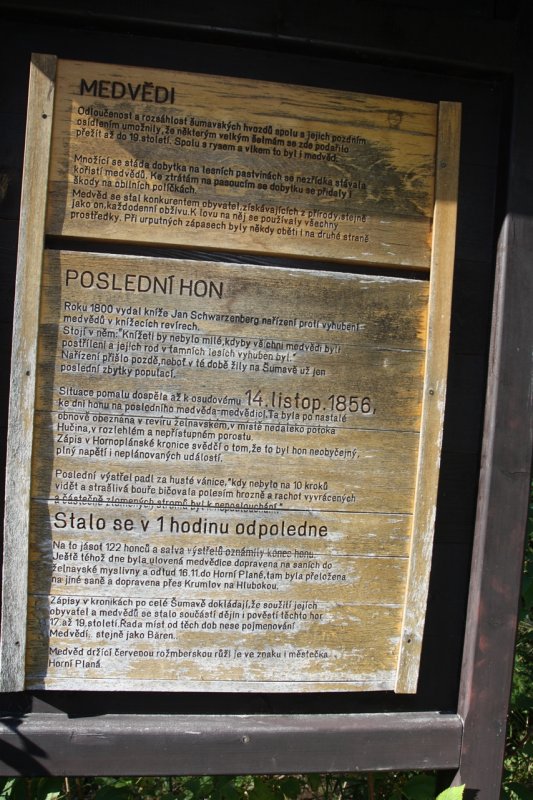 MEDVĚDI
Odloučenost a rozsáhlost šumavských hvozdů spolu s jejich pozdním
osídlením umožnily, že některým velkým šelmám se zde podařilo
přežít až do 19.století. Spolu s rysem a vlkem to byl i medvěd.
Množící se stáda dobytka na lesních pastvinách se nezřídka stávala
kořistí medvědů. Ke ztrátám na pasoucím se dobytku se přidaly i
škody na obilních políčkách.
Medvěd se stal konkurentem obyvatel, získávajících z přírody, stejně
jako on, každodenní obživu. K lovu na něj se používaly všechny
prostředky. Při urputných zápasech byly někdy oběti i na druhé straně
POSLEDNÍ HON
Roku 1800 vydal kníže Jan Schwarzenberg nařízení proti vyhubení
medvědů v knížecích revírech.
Stojí v něm:"Knížeti by nebylo milé, kdyby všichni medvědi byli
postříleni a jejich rod v tamních lesích vyhuben byl."
Nařízení přišlo pozdě, neboť v té době žily na Šumavě už jen
poslední zbytky populací.
Situace pomalu dospěla až k osudovému 14.listop.1856,
ke dni honu na posledního medvěda-medvědici. Ta byla po nastalé
obnově obeznána v revíru želnavském, v místě nedaleko potoka
Hučina, v rozlehlém a nepřístupném porostu.
Zápis v Hornoplánské kronice svědčí o tom, že to byl hon neobyčejný,
plný napětí i neplánovaných událostí.
Poslední výstřel padl za husté vánice, "kdy nebylo na 10 kroků
vidět a strašlivá bouře bičovala polesím hrozně a rachot vyvrácených
a částečně zlomených stromů byl k neposlouchání."
Stalo se v 1 hodinu odpoledne
Na to jásot 122 honců a salva výstřelů oznámily konec honu.
Ještě téhož dne byla ulovená medvědice dopravena na saních do
želnavské myslivny a odtud 16.11.do Horní Plané, tam byla přeložena
na jiné saně a dopravena přes Krumlov na Hlubokou.
Zápisy v kronikách po celé Šumavě dokládají, že soužití jejich
obyvatel a medvědů se stalo součástí dějin i pověstí těchto hor
17. až 19.století. Řada míst od těch dob nese pojmenování
Medvědí.. stejně jako Bären.
Medvěd držící červenou rožmberskou růži je ve znaku i městečka
Horní Planá.